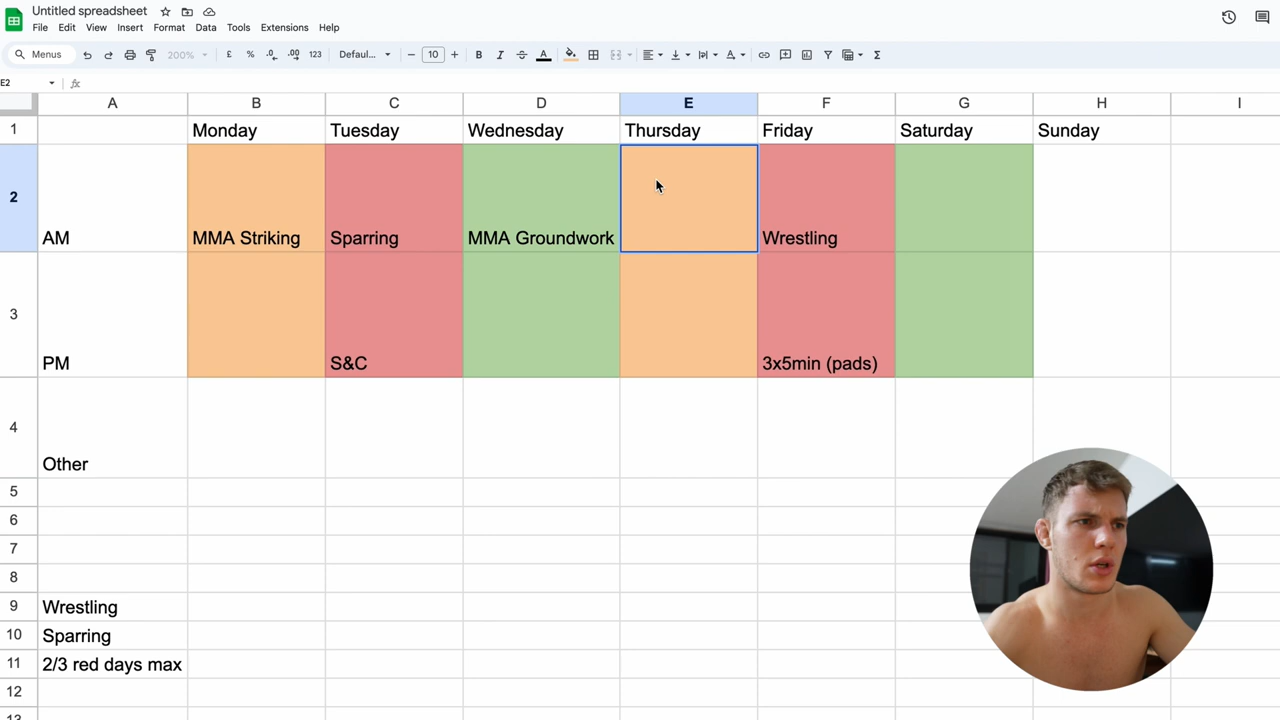 Untitled spreadsheet
File Edit View Insert Format Data Tools Extensions Help
Menus 200% £ % .0 .00 123 Defaul... 10 B I A
E2 fx
A B C D E F G H I
1 Monday Tuesday Wednesday Thursday Friday Saturday Sunday
2 AM MMA Striking Sparring MMA Groundwork Wrestling
3 PM S&C 3x5min (pads)
4 Other
5
6
7
8
9 Wrestling
10 Sparring
11 2/3 red days max
12
13